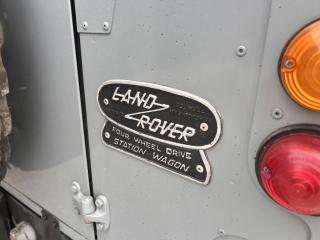 LAND
ROVER
FOUR WHEEL DRIVE
STATION WAGON